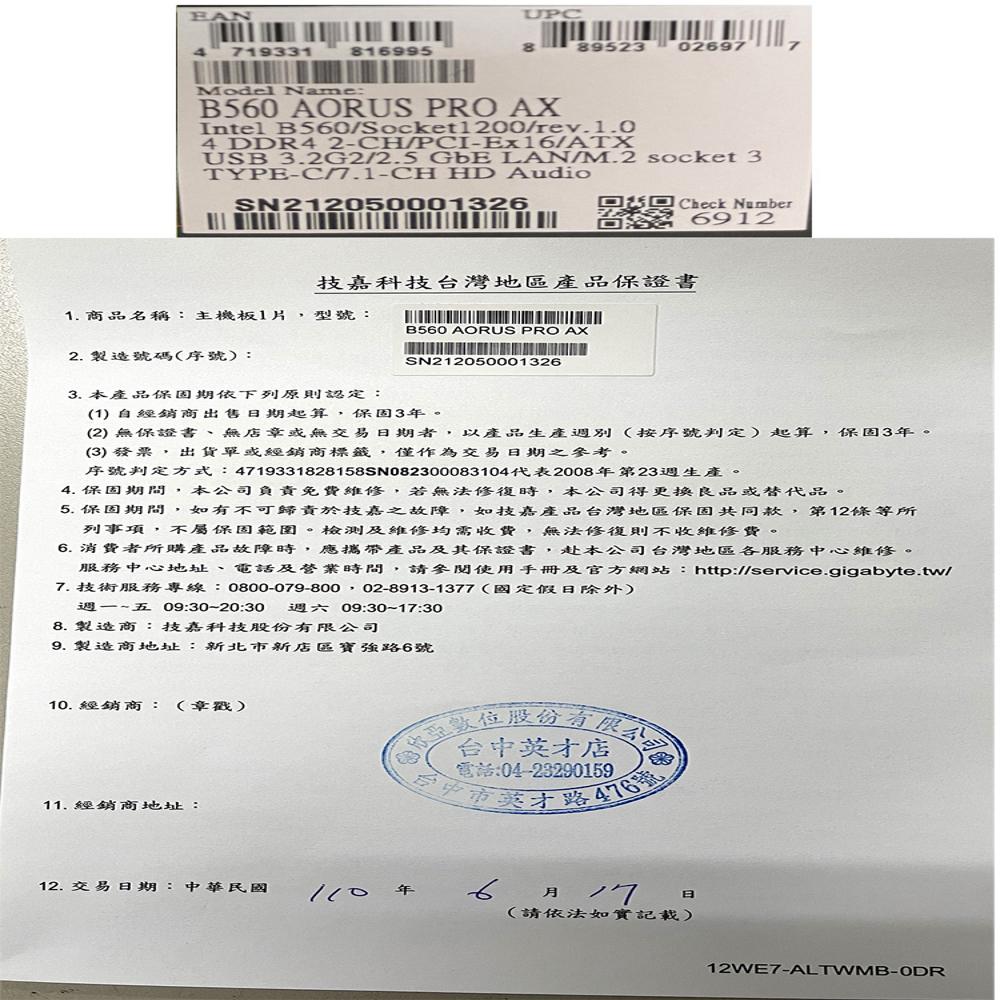 EAN
UPC
4 719331 816995
8 89523 02697 7
Model Name:
B560 AORUS PRO AX
Intel B560/Socket1200/rev.1.0
4 DDR4 2-CH/PCI-Ex16/ATX
USB 3.2G2/2.5 GbE LAN/M.2 socket 3
TYPE-C/7.1-CH HD Audio
SN212050001326
Check Number
6912
技嘉科技台灣地區產品保證書
1. 商品名稱：主機板1片，型號：
B560 AORUS PRO AX
2. 製造號碼(序號)：
SN212050001326
3. 本產品保固期依下列原則認定：
(1) 自經銷商出售日期起算，保固3年。
(2) 無保證書、無店章或無交易日期者，以產品生產週別（按序號判定）起算，保固3年。
(3) 發票，出貨單或經銷商標籤，僅作為交易日期之參考。
序號判定方式：4719331828158SN082300083104代表2008年第23週生產。
4. 保固期間，本公司負責免費維修，若無法修復時，本公司得更換良品或替代品。
5. 保固期間，如有不可歸責於技嘉之故障，如技嘉產品台灣地區保固共同款，第12條等所
列事項，不屬保固範圍。檢測及維修均需收費，無法修復則不收維修費。
6. 消費者所購產品故障時，應攜帶產品及其保證書，赴本公司台灣地區各服務中心維修。
服務中心地址、電話及營業時間，請參閱使用手冊及官方網站：http://service.gigabyte.tw/
7. 技術服務專線：0800-079-800，02-8913-1377（國定假日除外）
週一~五 09:30~20:30 週六 09:30~17:30
8. 製造商：技嘉科技股份有限公司
9. 製造商地址：新北市新店區寶強路6號
10. 經銷商：（章戳）
欣亞數位股份有限公司
台中英才店
電話:04-23290159
台中市英才路476號
11. 經銷商地址：
12. 交易日期：中華民國 110 年 6 月 17 日
（請依法如實記載）
12WE7-ALTWMB-0DR